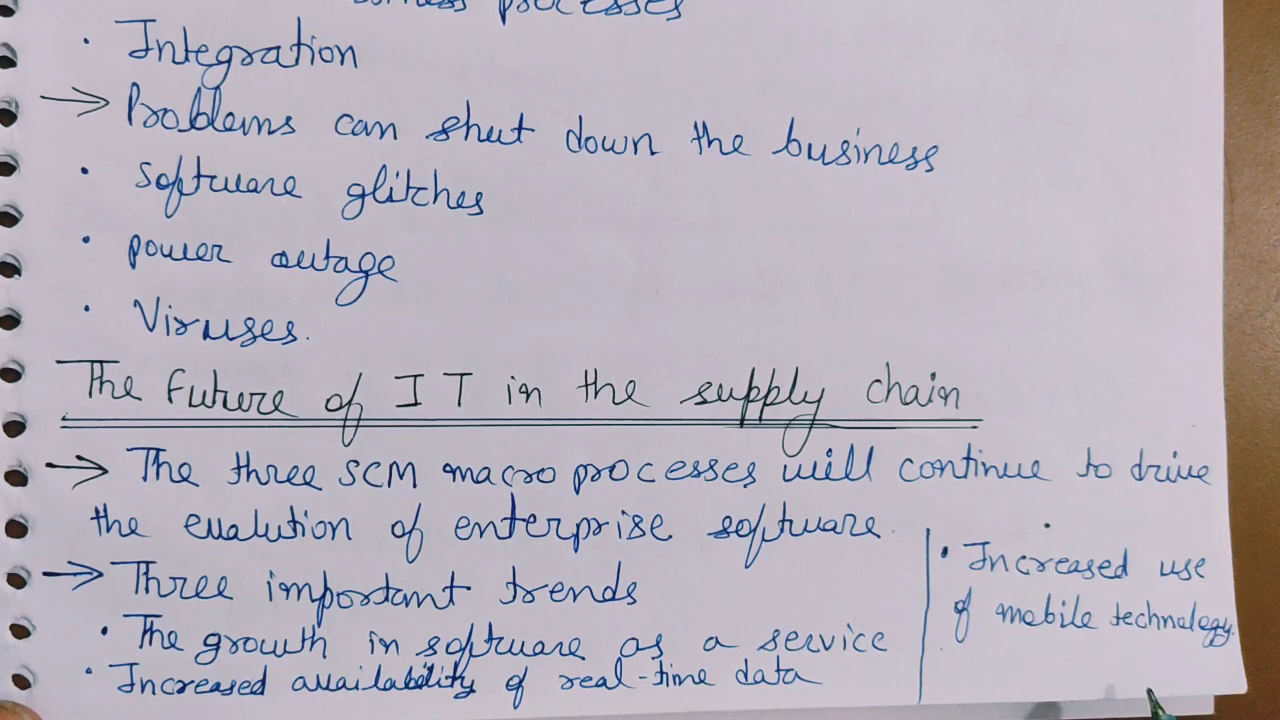 processes
• Integration
→ Problems can shut down the business
• Software glitches
• power outage
• Viruses.
The Future of IT in the supply chain
→ The three SCM macro processes will continue to drive
the evalution of enterprise software.
→ Three important trends
• The growth in software as a service
• Increased availability of real-time data
• Increased use
of mobile technology.